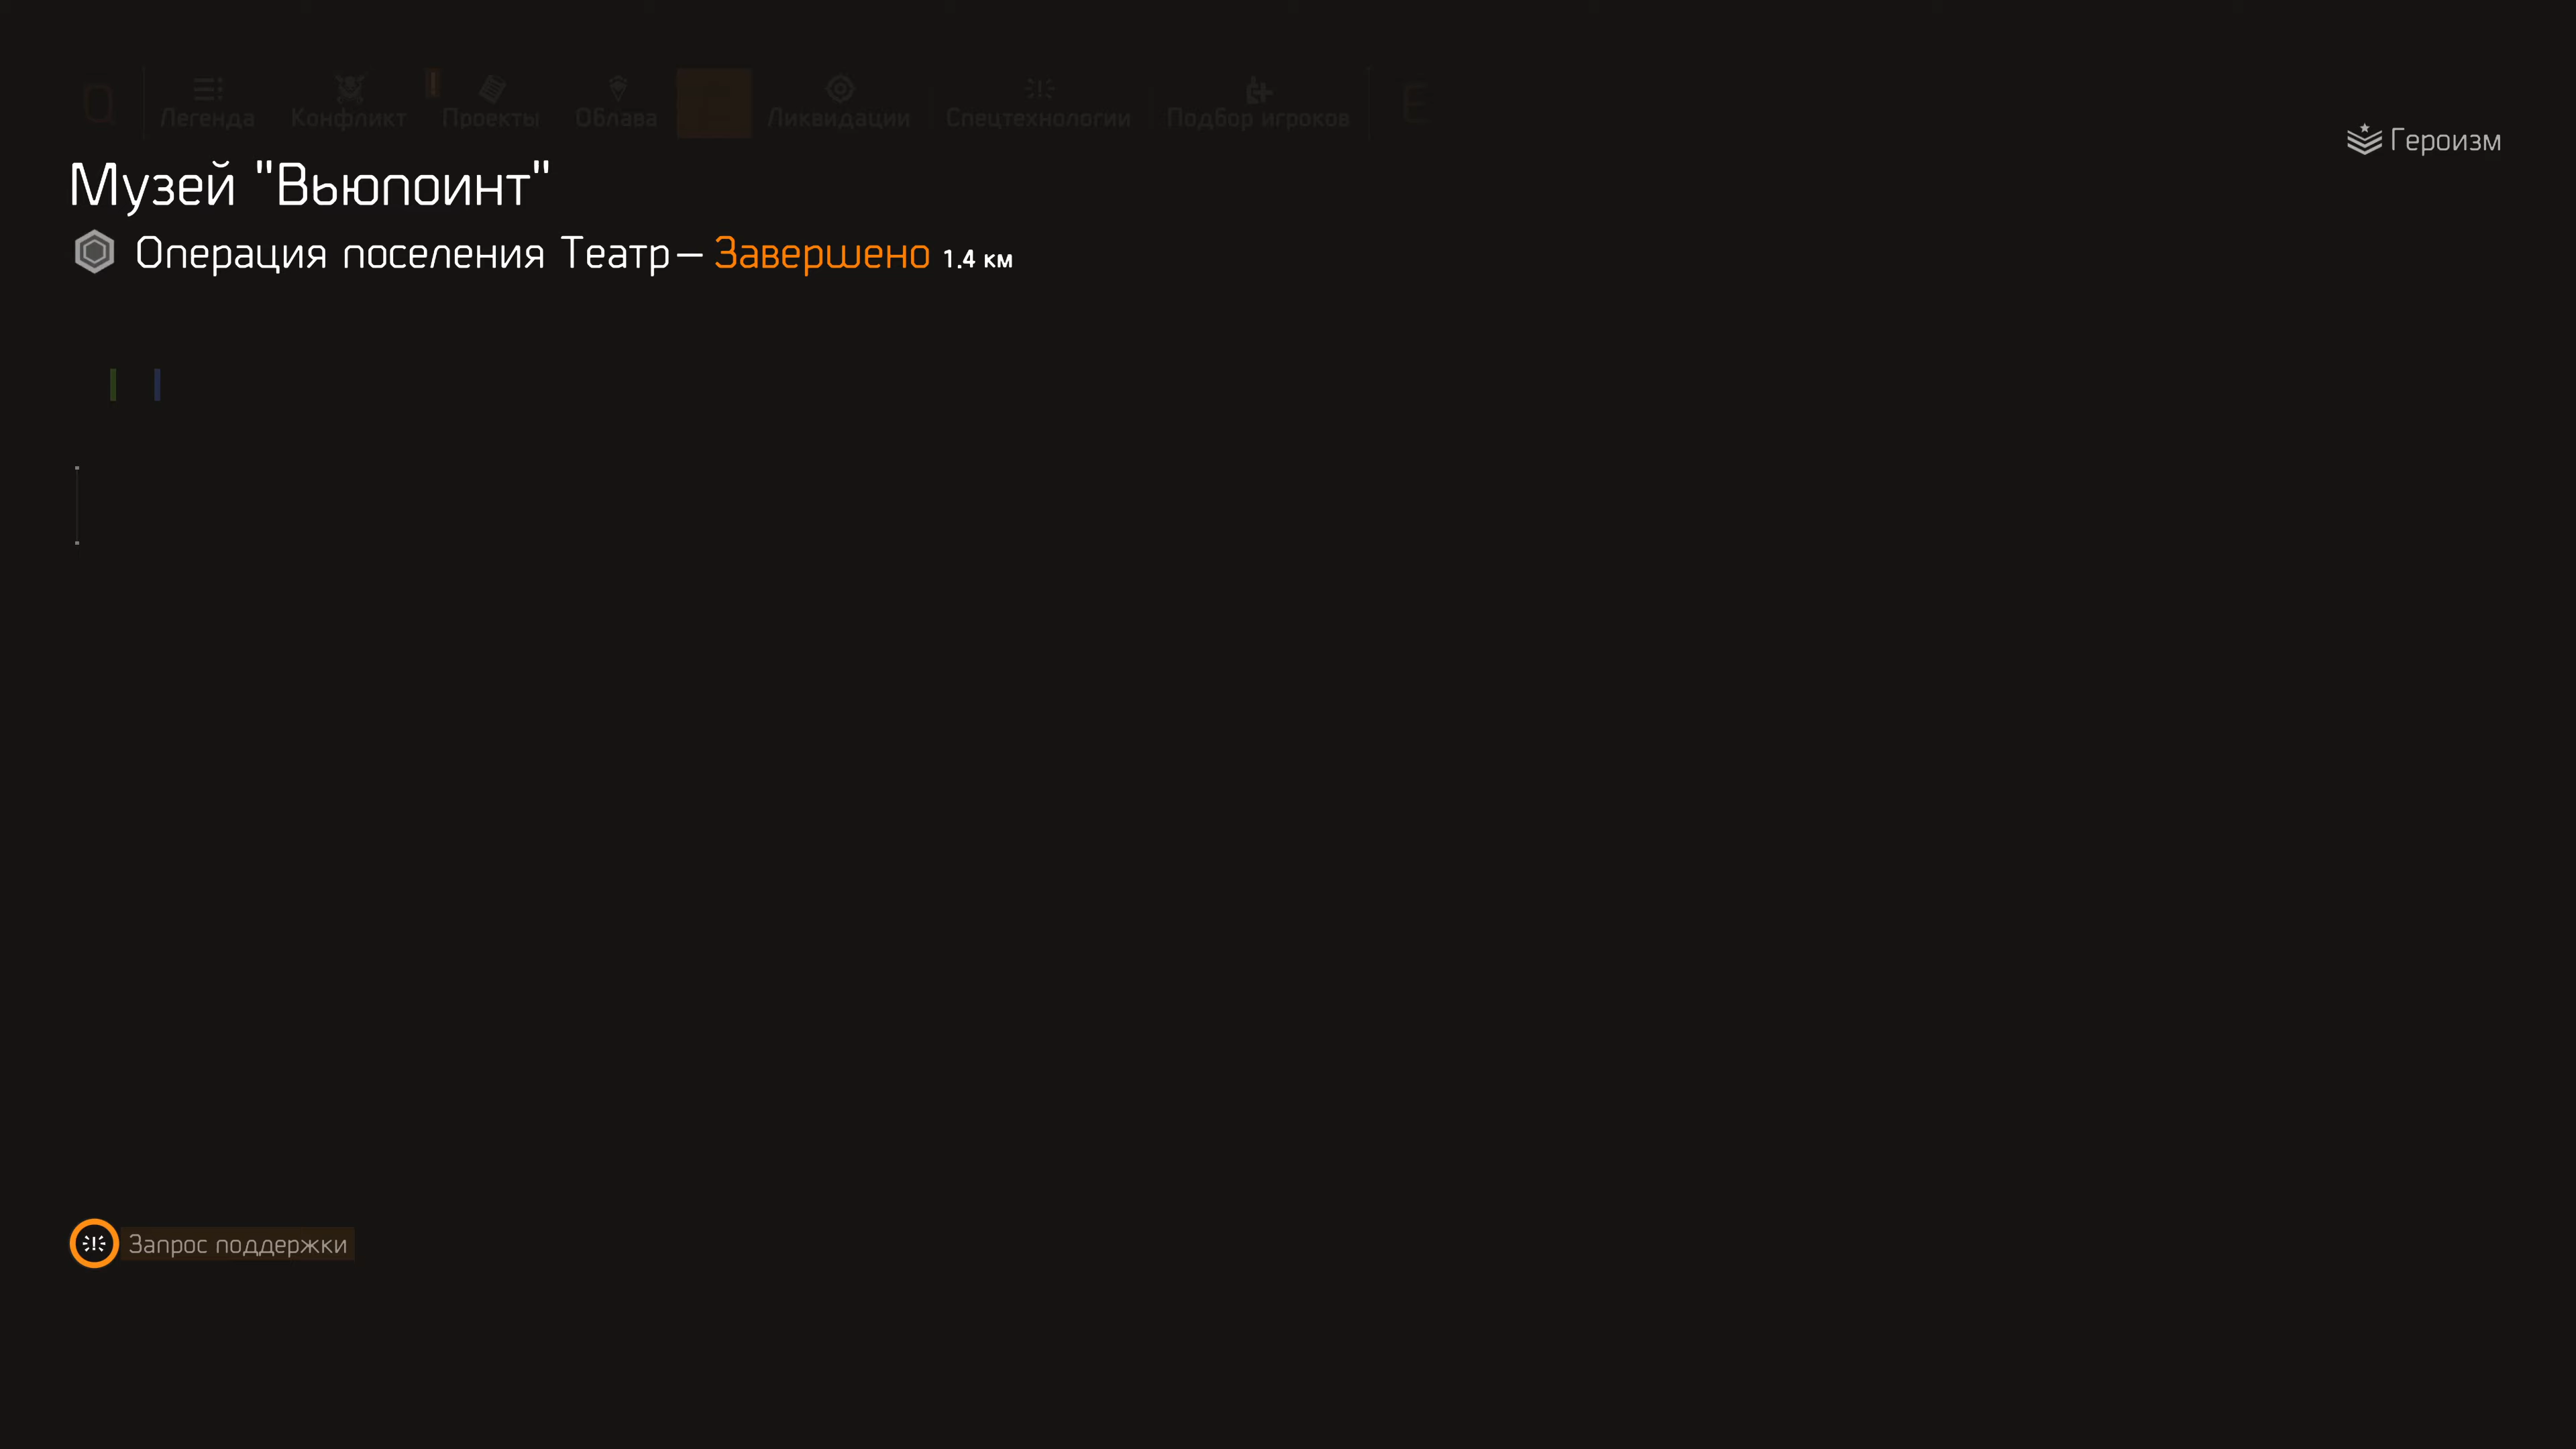 Q Легенда Конфликт Проекты Облава Ликвидации Спецтехнологии Подбор игроков E
Героизм
Музей "Вьюпоинт"
Операция поселения Театр — Завершено 1.4 км
Запрос поддержки